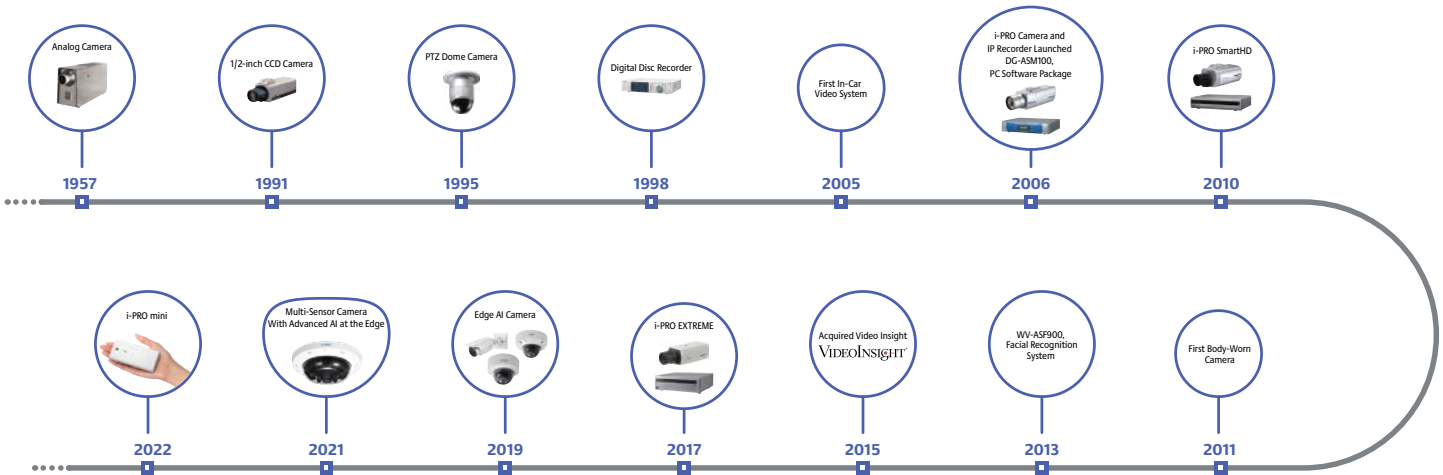 Analog Camera
1957
1/2-inch CCD Camera
1991
PTZ Dome Camera
1995
Digital Disc Recorder
1998
First In-Car
Video System
2005
i-PRO Camera and
IP Recorder Launched
DG-ASM100,
PC Software Package
2006
i-PRO SmartHD
2010
i-PRO mini
2022
Multi-Sensor Camera
With Advanced AI at the Edge
2021
Edge AI Camera
2019
i-PRO EXTREME
2017
Acquired Video Insight
VIDEOINSIGHT
2015
WV-ASF900,
Facial Recognition
System
2013
First Body-Worn
Camera
2011